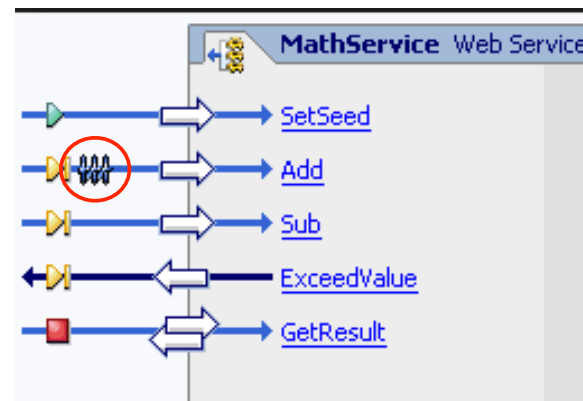 MathService Web Service
SetSeed
Add
Sub
ExceedValue
GetResult